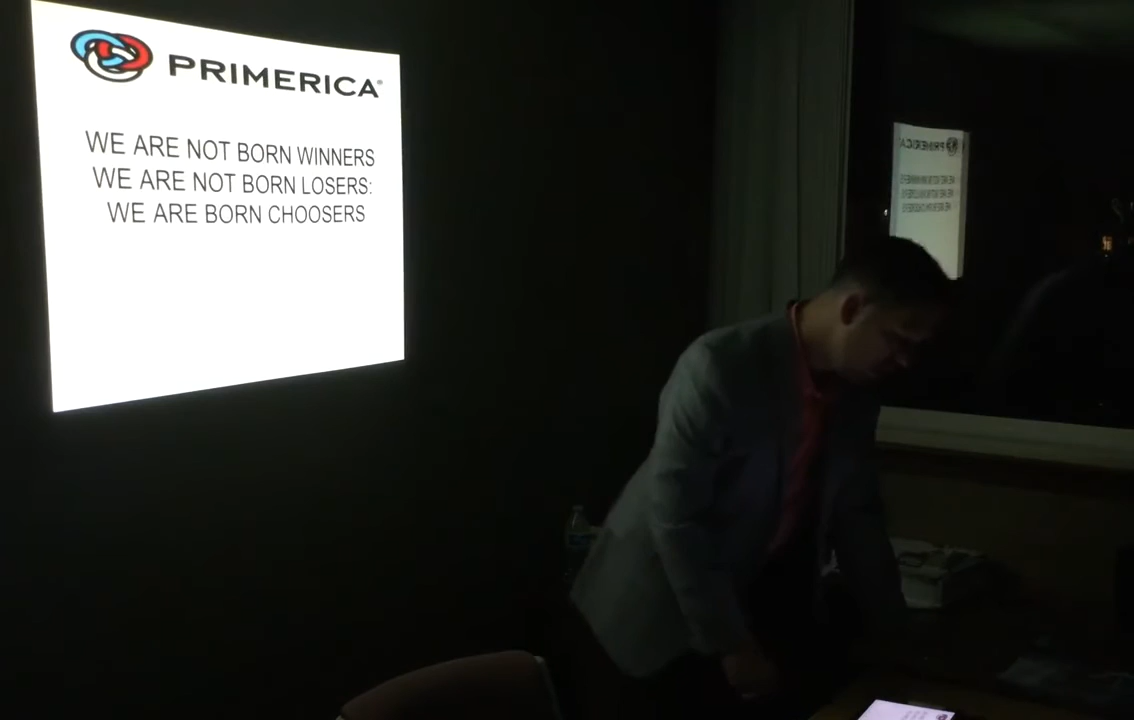 PRIMERICA®
WE ARE NOT BORN WINNERS
WE ARE NOT BORN LOSERS:
WE ARE BORN CHOOSERS